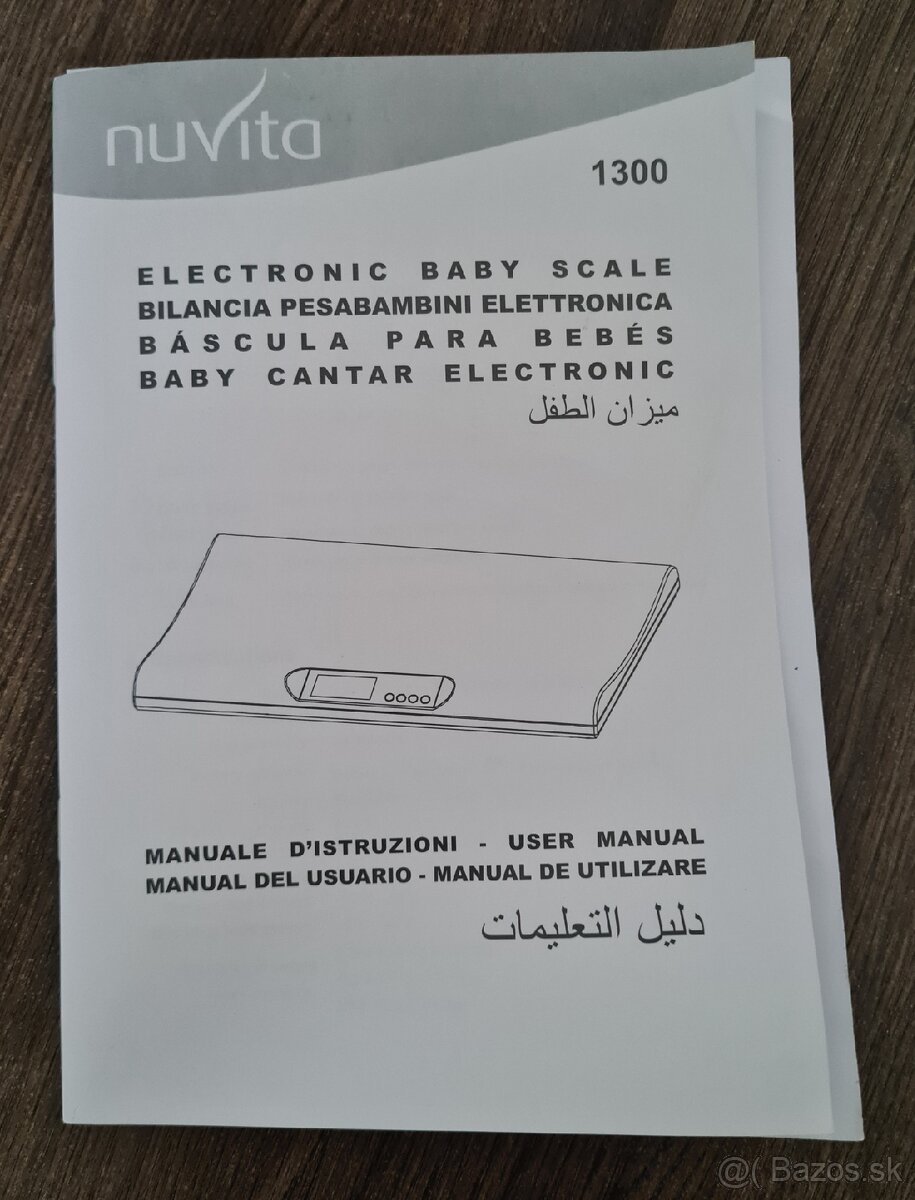 nuvita
1300
ELECTRONIC BABY SCALE
BILANCIA PESABAMBINI ELETTRONICA
BÁSCULA PARA BEBÉS
BABY CANTAR ELECTRONIC
ميزان الطفل
MANUALE D'ISTRUZIONI - USER MANUAL
MANUAL DEL USUARIO - MANUAL DE UTILIZARE
دليل التعليمات
@( Bazos.sk